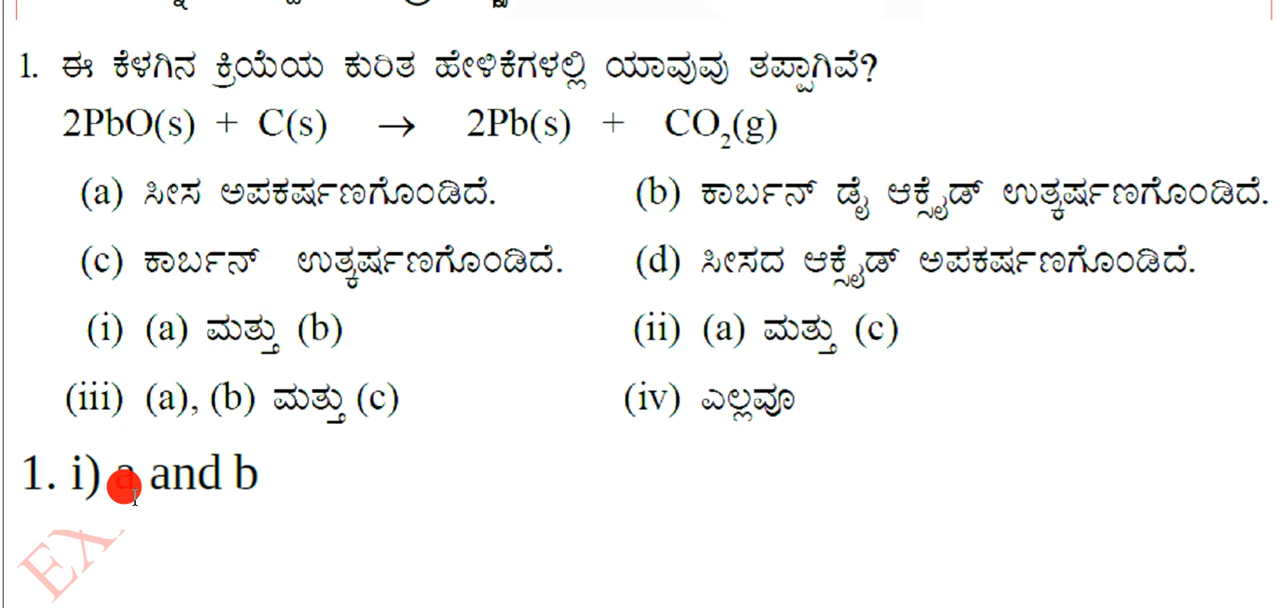 1. ಈ ಕೆಳಗಿನ ಕ್ರಿಯೆಯ ಕುರಿತ ಹೇಳಿಕೆಗಳಲ್ಲಿ ಯಾವುವು ತಪ್ಪಾಗಿವೆ?
2PbO(s) + C(s) → 2Pb(s) + CO₂(g)
(a) ಸೀಸ ಅಪಕರ್ಷಣಗೊಂಡಿದೆ. (b) ಕಾರ್ಬನ್ ಡೈ ಆಕ್ಸೈಡ್ ಉತ್ಕರ್ಷಣಗೊಂಡಿದೆ.
(c) ಕಾರ್ಬನ್ ಉತ್ಕರ್ಷಣಗೊಂಡಿದೆ. (d) ಸೀಸದ ಆಕ್ಸೈಡ್ ಅಪಕರ್ಷಣಗೊಂಡಿದೆ.
(i) (a) ಮತ್ತು (b) (ii) (a) ಮತ್ತು (c)
(iii) (a), (b) ಮತ್ತು (c) (iv) ಎಲ್ಲವೂ
1. i) a and b